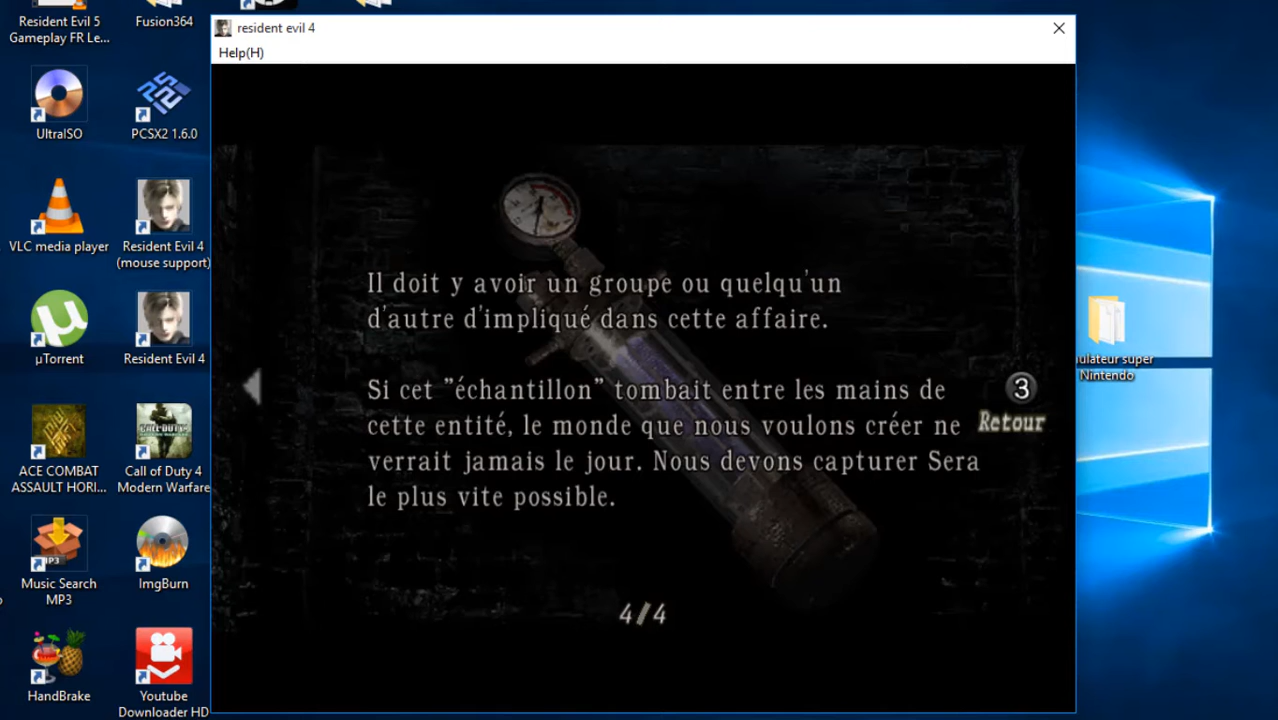 Resident Evil 5
Gameplay FR Le...
Fusion364
resident evil 4
Help(H)
UltraISO
PCSX2 1.6.0
VLC media player
Resident Evil 4
(mouse support)
µTorrent
Resident Evil 4
ACE COMBAT
ASSAULT HORI...
Call of Duty 4
Modern Warfare
MP3
Music Search
MP3
ImgBurn
HandBrake
Youtube
Downloader HD
Il doit y avoir un groupe ou quelqu'un
d'autre d'impliqué dans cette affaire.
Si cet "échantillon" tombait entre les mains de
cette entité, le monde que nous voulons créer ne
verrait jamais le jour. Nous devons capturer Sera
le plus vite possible.
3
Retour
4/4
ulateur super
Nintendo